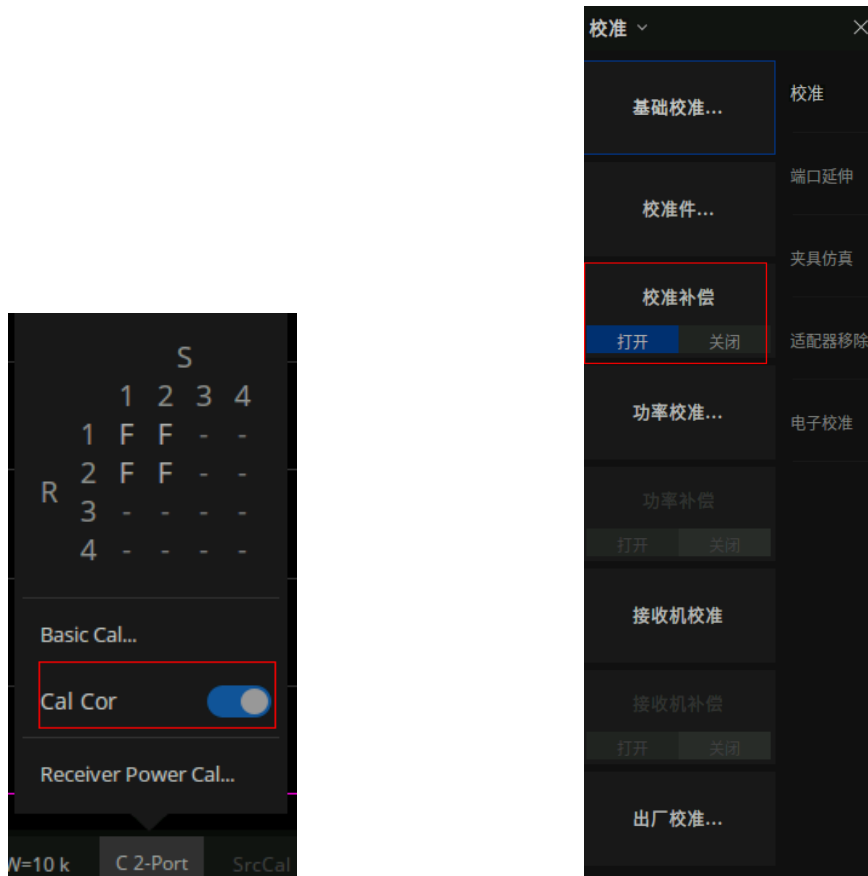 S
1 2 3 4
1 F F - -
2 F F - -
R
3 - - - -
4 - - - -
Basic Cal...
Cal Cor
Receiver Power Cal...
W=10 k
C 2-Port
SrcCal
校准
基础校准...
校准件...
校准补偿
打开 关闭
功率校准...
功率补偿
打开 关闭
接收机校准
接收机补偿
打开 关闭
出厂校准...
校准
端口延伸
夹具仿真
适配器移除
电子校准